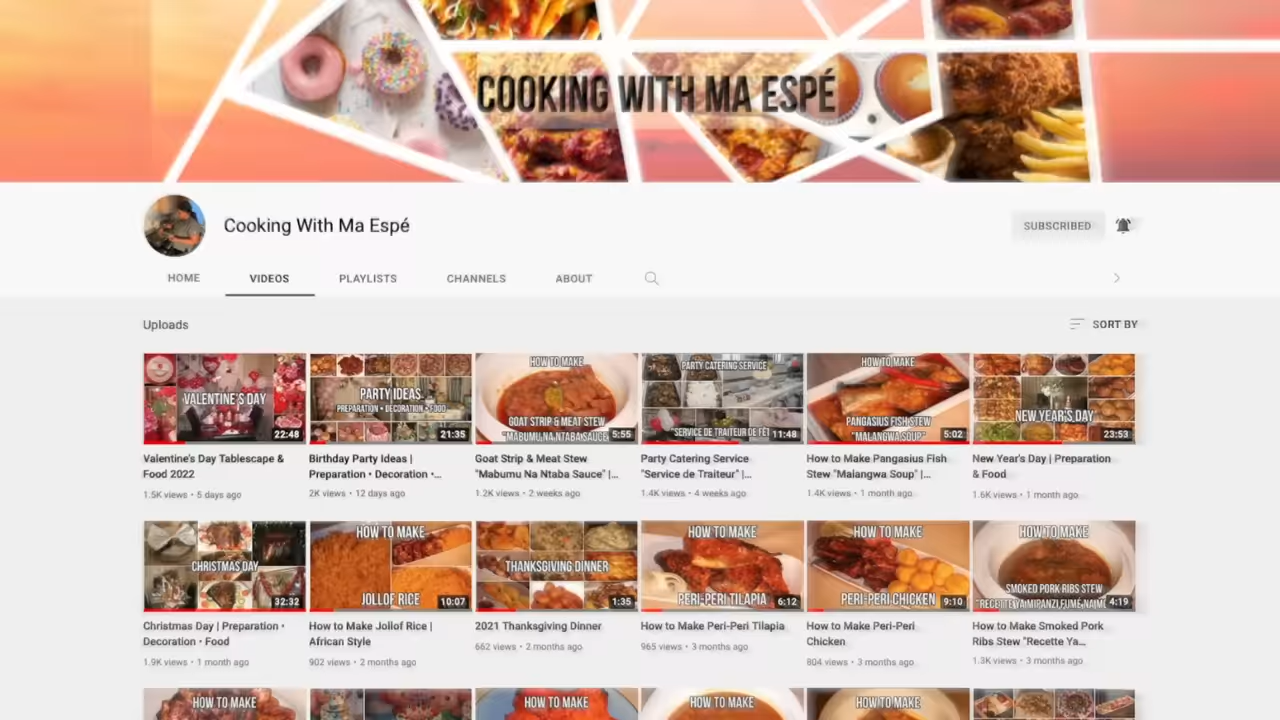 COOKING WITH MA ESPÉ
Cooking With Ma Espé
SUBSCRIBED
HOME VIDEOS PLAYLISTS CHANNELS ABOUT
Uploads
SORT BY
VALENTINE'S DAY
22:48
PARTY IDEAS
PREPARATION • DECORATION • FOOD
21:35
HOW TO MAKE
GOAT STRIP & MEAT STEW
"MABUMU NA NTABA SAUCE
5:55
PARTY CATERING SERVICE
"SERVICE DE TRAITEUR DE FÊT
11:48
HOW TO MAKE
PANGASIUS FISH STEW
"MALANGWA SOUP"
5:02
NEW YEAR'S DAY
23:53
Valentine's Day Tablescape &
Food 2022
1.5K views • 5 days ago
Birthday Party Ideas |
Preparation • Decoration •...
2K views • 12 days ago
Goat Strip & Meat Stew
"Mabumu Na Ntaba Sauce" |...
1.2K views • 2 weeks ago
Party Catering Service
"Service de Traiteur" |...
1.4K views • 4 weeks ago
How to Make Pangasius Fish
Stew "Malangwa Soup" |...
1.4K views • 1 month ago
New Year's Day | Preparation
& Food
1.6K views • 1 month ago
CHRISTMAS DAY
32:32
HOW TO MAKE
JOLLOF RICE
10:07
THANKSGIVING DINNER
1:35
HOW TO MAKE
PERI-PERI TILAPIA
6:12
HOW TO MAKE
PERI-PERI CHICKEN
9:10
HOW TO MAKE
SMOKED PORK RIBS STEW
"RECETTE YA MIPANZI FUMÉ NA MÉ
4:19
Christmas Day | Preparation •
Decoration • Food
1.9K views • 1 month ago
How to Make Jollof Rice |
African Style
902 views • 2 months ago
2021 Thanksgiving Dinner
662 views • 2 months ago
How to Make Peri-Peri Tilapia
965 views • 3 months ago
How to Make Peri-Peri
Chicken
804 views • 3 months ago
How to Make Smoked Pork
Ribs Stew "Recette Ya...
1.3K views • 3 months ago
HOW TO MAKE
HOW TO MAKE
HOW TO MAKE
HOW TO MAKE